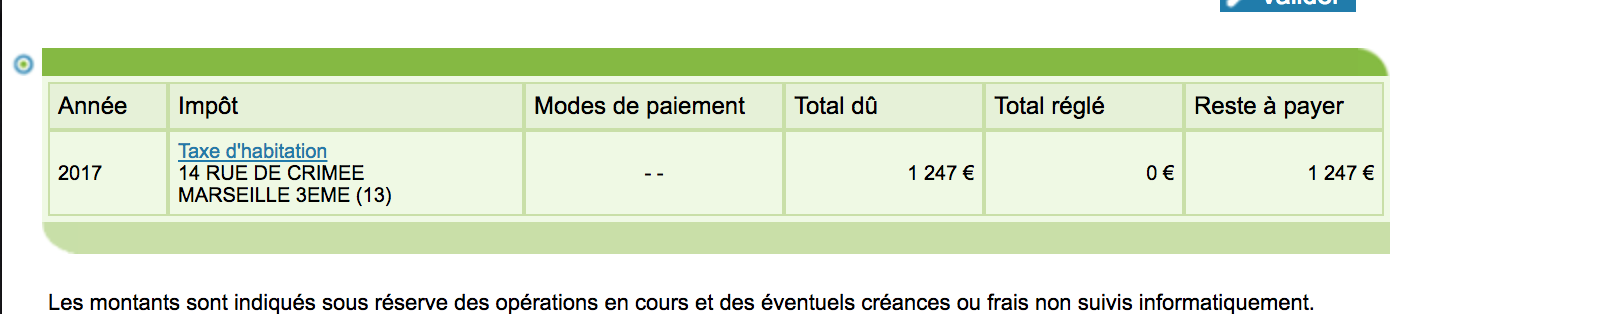 Valider
Année Impôt Modes de paiement Total dû Total réglé Reste à payer
2017 Taxe d'habitation
14 RUE DE CRIMEE
MARSEILLE 3EME (13) - - 1 247 € 0 € 1 247 €
Les montants sont indiqués sous réserve des opérations en cours et des éventuels créances ou frais non suivis informatiquement.